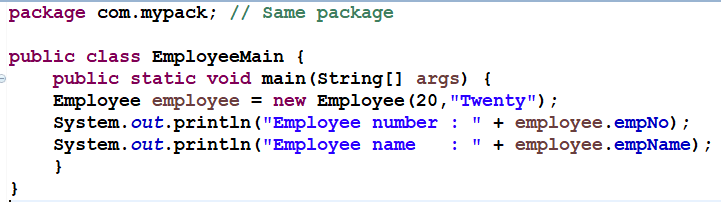 package com.mypack; // Same package
public class EmployeeMain {
    public static void main(String[] args) {
    Employee employee = new Employee(20,"Twenty");
    System.out.println("Employee number : " + employee.empNo);
    System.out.println("Employee name   : " + employee.empName);
    }
}